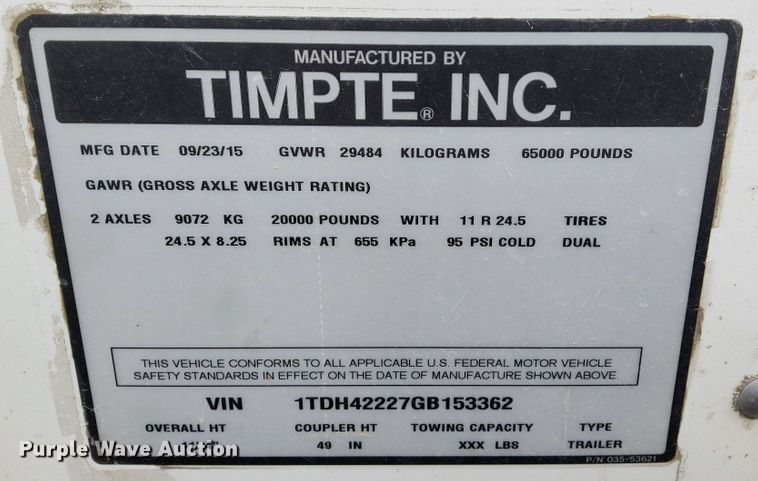 MANUFACTURED BY
TIMPTE® INC.
MFG DATE 09/23/15 GVWR 29484 KILOGRAMS 65000 POUNDS
GAWR (GROSS AXLE WEIGHT RATING)
2 AXLES 9072 KG 20000 POUNDS WITH 11 R 24.5 TIRES
24.5 X 8.25 RIMS AT 655 KPa 95 PSI COLD DUAL
THIS VEHICLE CONFORMS TO ALL APPLICABLE U.S. FEDERAL MOTOR VEHICLE
SAFETY STANDARDS IN EFFECT ON THE DATE OF MANUFACTURE SHOWN ABOVE.
VIN 1TDH42227GB153362
OVERALL HT COUPLER HT TOWING CAPACITY TYPE
49 IN XXX LBS TRAILER
P/N 035-53621
Purple Wave Auction